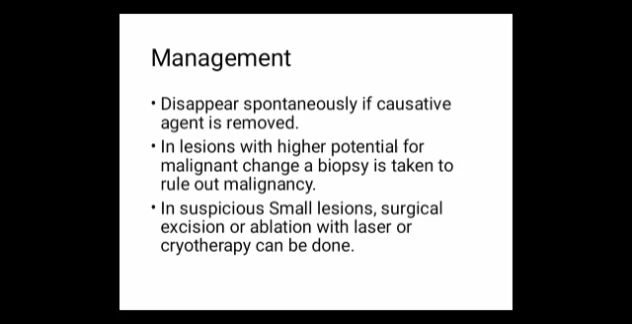 Management
• Disappear spontaneously if causative
agent is removed.
• In lesions with higher potential for
malignant change a biopsy is taken to
rule out malignancy.
• In suspicious Small lesions, surgical
excision or ablation with laser or
cryotherapy can be done.